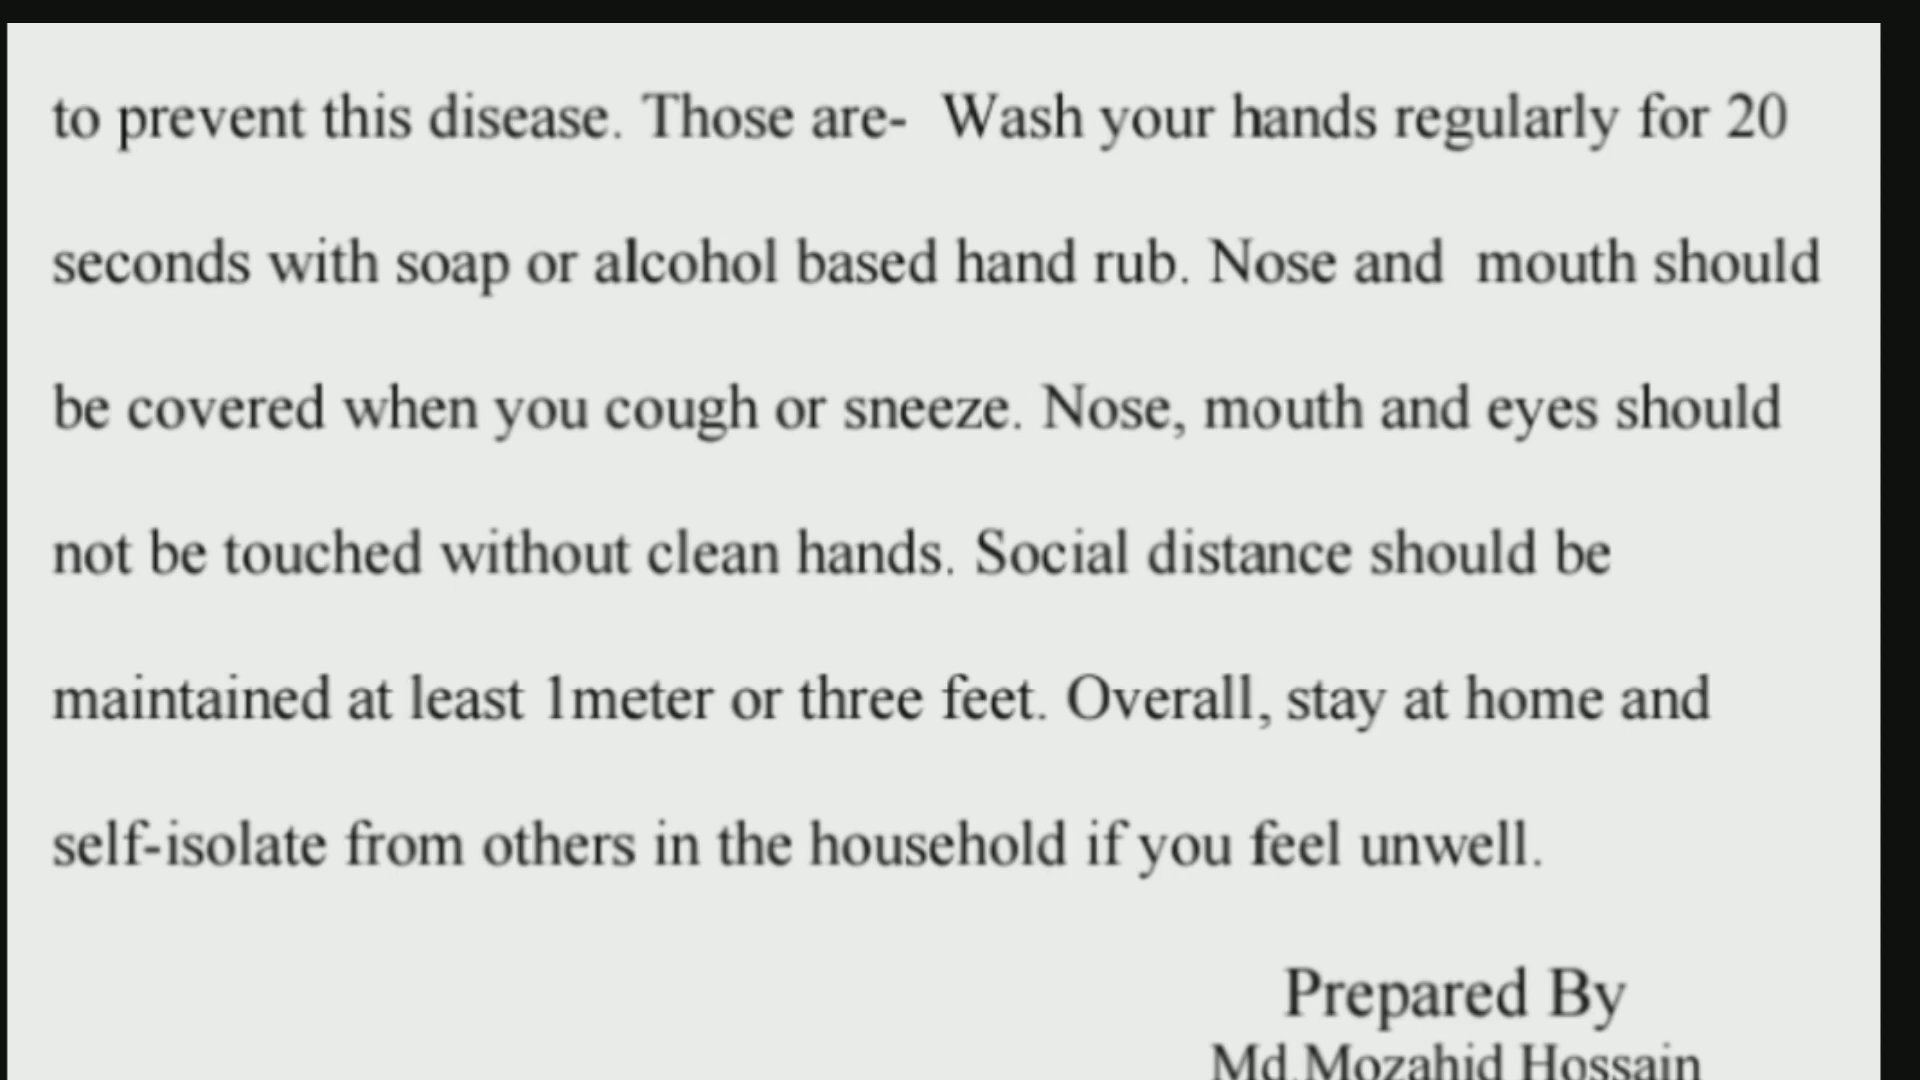 to prevent this disease. Those are-  Wash your hands regularly for 20
seconds with soap or alcohol based hand rub. Nose and  mouth should
be covered when you cough or sneeze. Nose, mouth and eyes should
not be touched without clean hands. Social distance should be
maintained at least 1meter or three feet. Overall, stay at home and
self-isolate from others in the household if you feel unwell.
Prepared By
Md.Mozahid Hossain